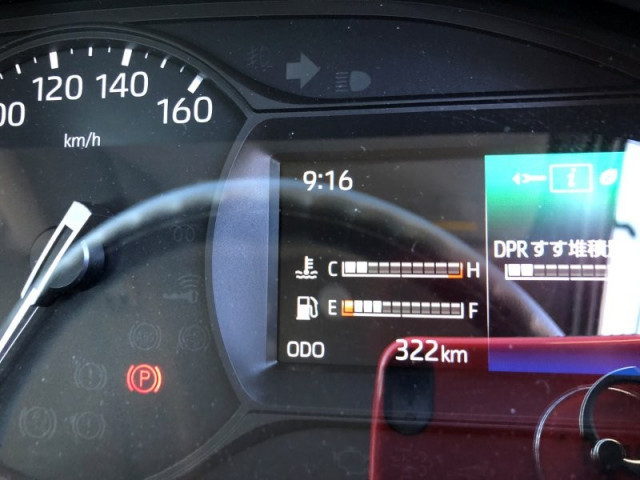 120 140 160
km/h
9:16
i
DPRすす堆積
C H
E F
ODO 322km
P